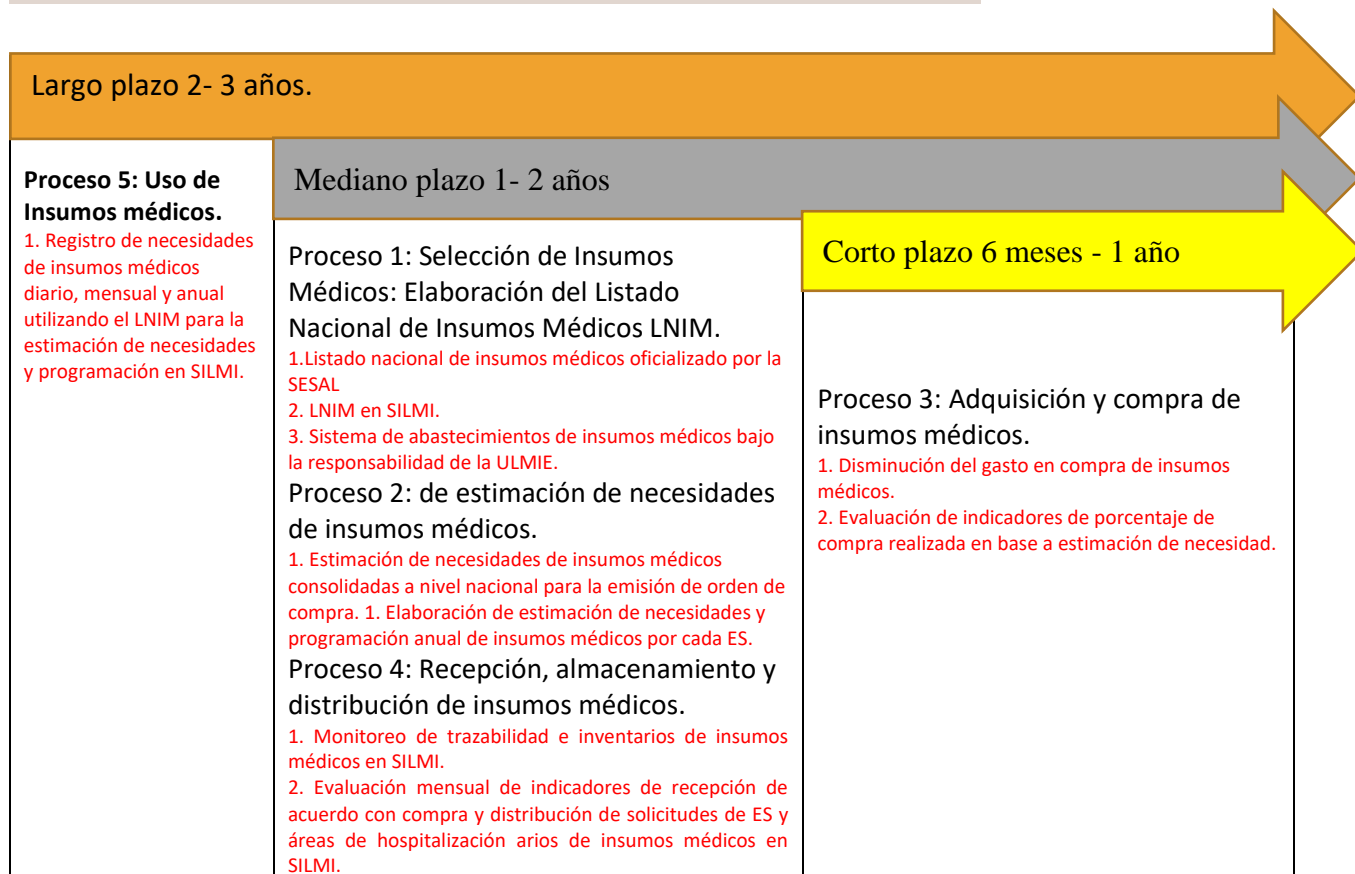 Largo plazo 2- 3 años.
Proceso 5: Uso de
Insumos médicos.
1. Registro de necesidades
de insumos médicos
diario, mensual y anual
utilizando el LNIM para la
estimación de necesidades
y programación en SILMI.
Mediano plazo 1- 2 años
Proceso 1: Selección de Insumos
Médicos: Elaboración del Listado
Nacional de Insumos Médicos LNIM.
1.Listado nacional de insumos médicos oficializado por la
SESAL
2. LNIM en SILMI.
3. Sistema de abastecimientos de insumos médicos bajo
la responsabilidad de la ULMIE.
Proceso 2: de estimación de necesidades
de insumos médicos.
1. Estimación de necesidades de insumos médicos
consolidadas a nivel nacional para la emisión de orden de
compra. 1. Elaboración de estimación de necesidades y
programación anual de insumos médicos por cada ES.
Proceso 4: Recepción, almacenamiento y
distribución de insumos médicos.
1. Monitoreo de trazabilidad e inventarios de insumos
médicos en SILMI.
2. Evaluación mensual de indicadores de recepción de
acuerdo con compra y distribución de solicitudes de ES y
áreas de hospitalización arios de insumos médicos en
SILMI.
Corto plazo 6 meses - 1 año
Proceso 3: Adquisición y compra de
insumos médicos.
1. Disminución del gasto en compra de insumos
médicos.
2. Evaluación de indicadores de porcentaje de
compra realizada en base a estimación de necesidad.